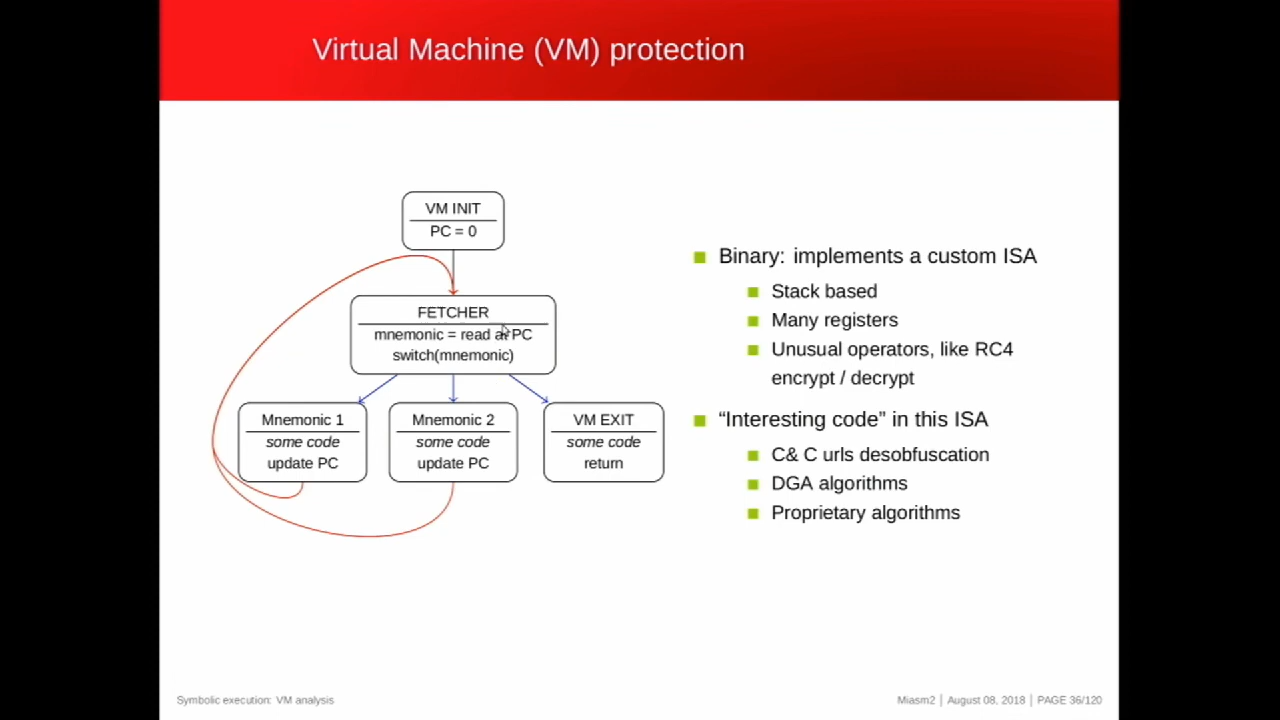 Virtual Machine (VM) protection
VM INIT
PC = 0
FETCHER
mnemonic = read at PC
switch(mnemonic)
Mnemonic 1
some code
update PC
Mnemonic 2
some code
update PC
VM EXIT
some code
return
Binary: implements a custom ISA
Stack based
Many registers
Unusual operators, like RC4
encrypt / decrypt
“Interesting code” in this ISA
C& C urls desobfuscation
DGA algorithms
Proprietary algorithms
Symbolic execution: VM analysis
Miasm2 | August 08, 2018 | PAGE 36/120